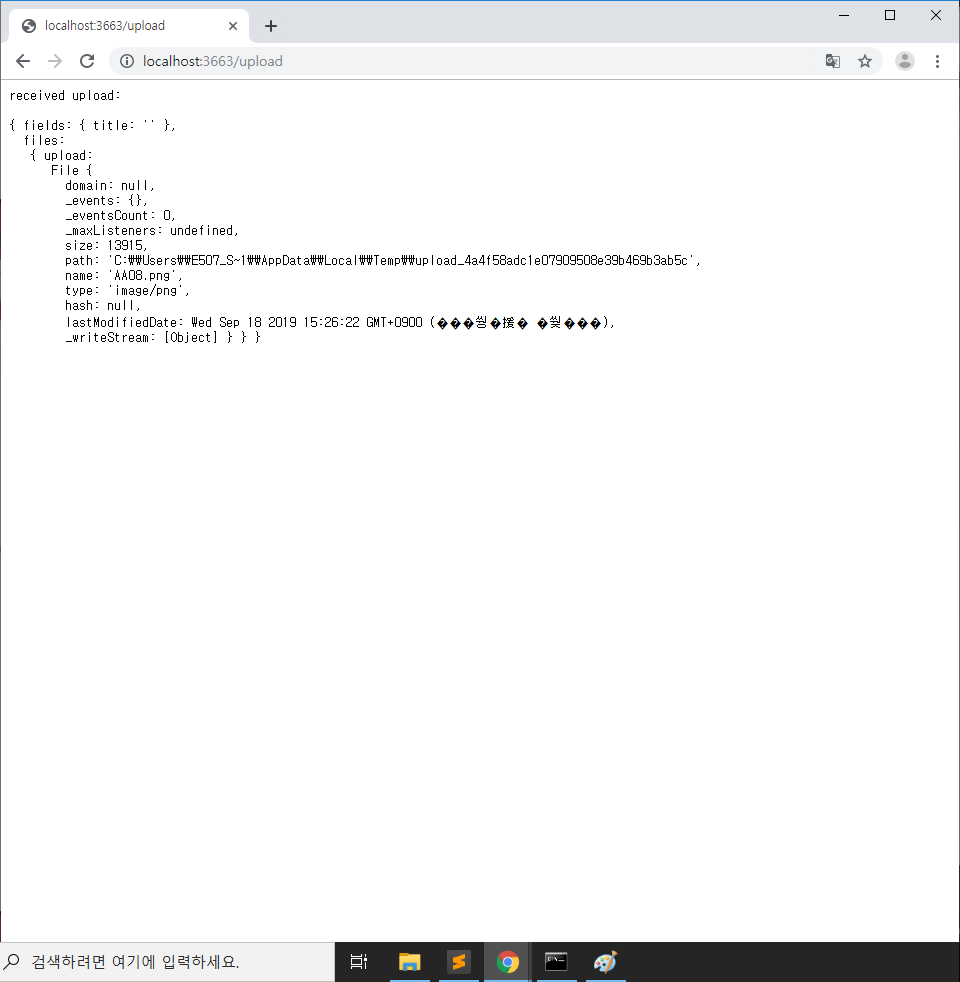 localhost:3663/upload
localhost:3663/upload
received upload:
{ fields: { title: '' },
files:
{ upload:
File {
domain: null,
_events: {},
_eventsCount: 0,
_maxListeners: undefined,
size: 13915,
path: 'C:₩₩Users₩₩E507_S~1₩₩AppData₩₩Local₩₩Temp₩₩upload_4a4f58adc1e07909508e39b469b3ab5c',
name: 'AA08.png',
type: 'image/png',
hash: null,
lastModifiedDate: Wed Sep 18 2019 15:26:22 GMT+0900 (���쒕�援� �쒖���),
_writeStream: [Object] } } }
검색하려면 여기에 입력하세요.